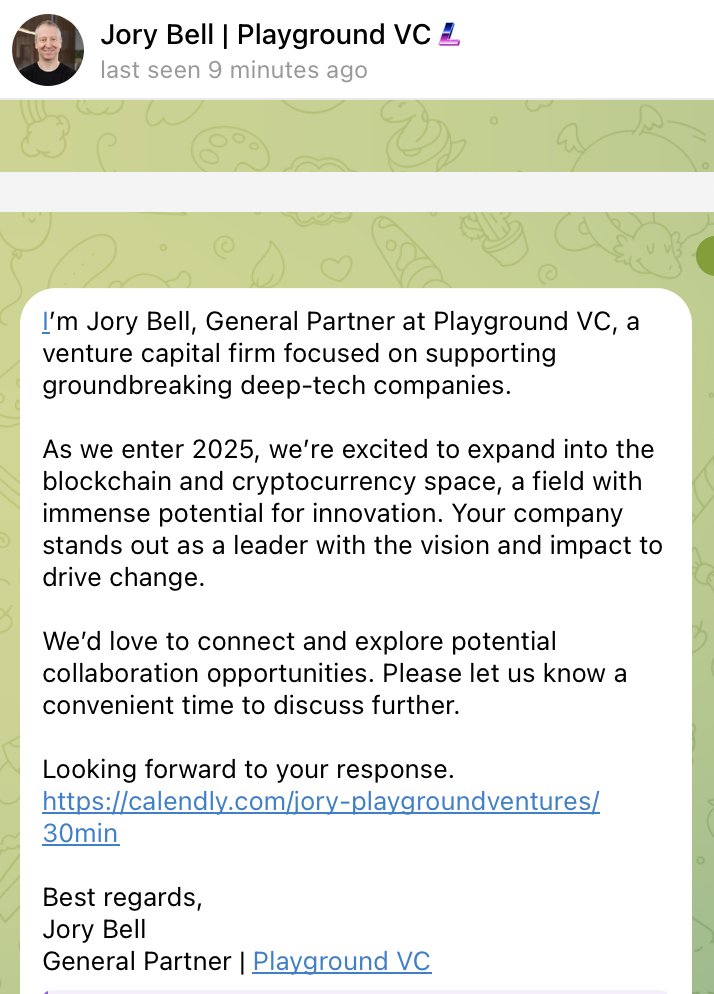 Jory Bell | Playground VC
last seen 9 minutes ago
I’m Jory Bell, General Partner at Playground VC, a
venture capital firm focused on supporting
groundbreaking deep-tech companies.
As we enter 2025, we’re excited to expand into the
blockchain and cryptocurrency space, a field with
immense potential for innovation. Your company
stands out as a leader with the vision and impact to
drive change.
We’d love to connect and explore potential
collaboration opportunities. Please let us know a
convenient time to discuss further.
Looking forward to your response.
https://calendly.com/jory-playgroundventures/
30min
Best regards,
Jory Bell
General Partner | Playground VC